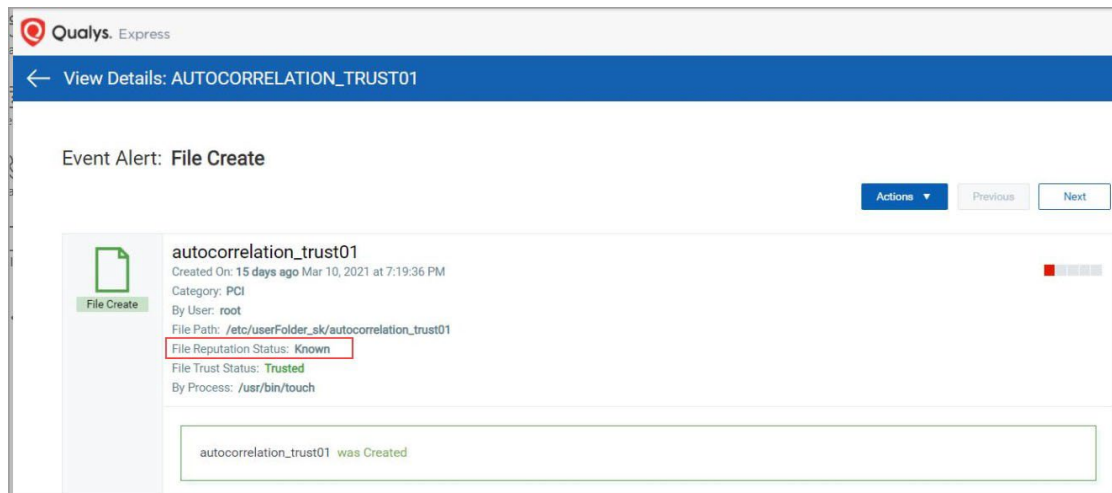 Qualys. Express
View Details: AUTOCORRELATION_TRUST01
Event Alert: File Create
Actions Previous Next
autocorrelation_trust01
Created On: 15 days ago Mar 10, 2021 at 7:19:36 PM
Category: PCI
File Create
By User: root
File Path: /etc/userFolder_sk/autocorrelation_trust01
File Reputation Status: Known
File Trust Status: Trusted
By Process: /usr/bin/touch
autocorrelation_trust01 was Created